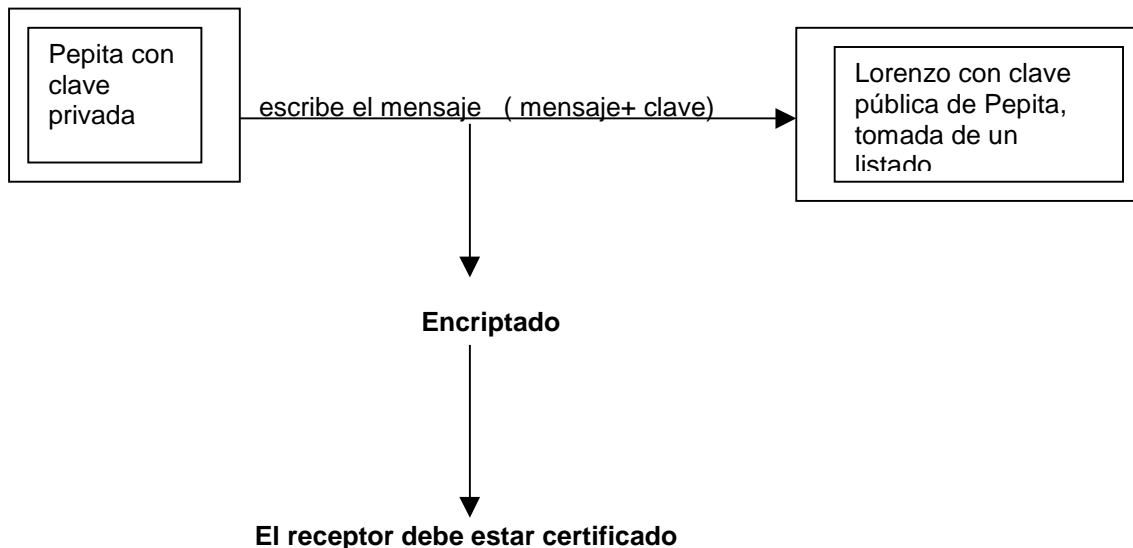 Pepita con
clave
privada
escribe el mensaje ( mensaje+ clave)
Lorenzo con clave
pública de Pepita,
tomada de un
listado
Encriptado
El receptor debe estar certificado